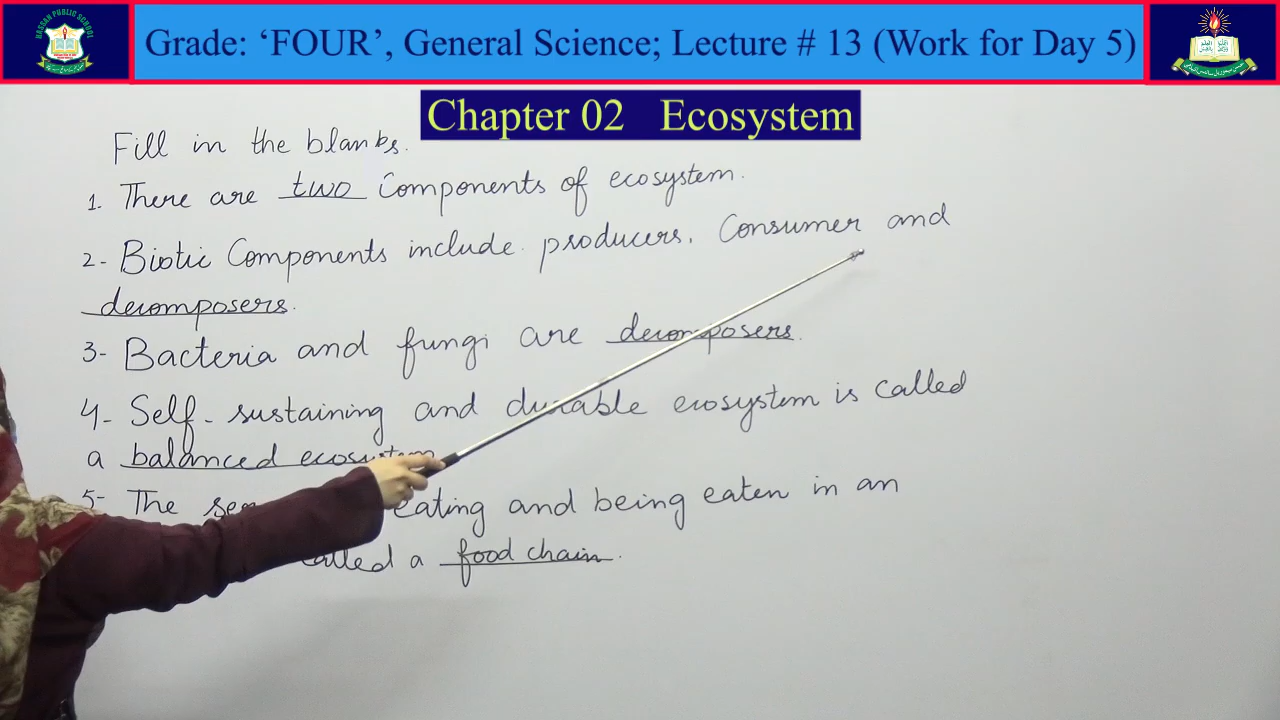 HASSAN PUBLIC SCHOOL
Grade: ‘FOUR’, General Science; Lecture # 13 (Work for Day 5)
Chapter 02 Ecosystem
Fill in the blanks.
1. There are two Components of ecosystem.
2- Biotic Components include producers, Consumer and
decomposers.
3- Bacteria and fungi are decomposers.
4- Self-sustaining and durable ecosystem is called
a balanced ecosystem
5- The eating and being eaten in an
called a food chain.